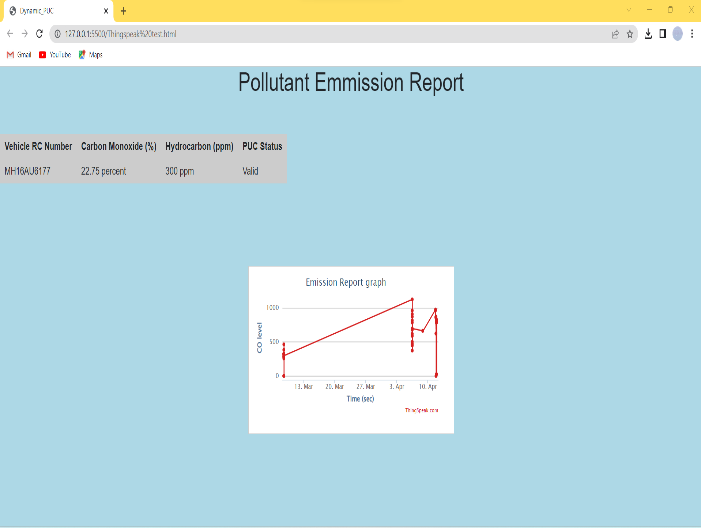 Dynamic_PUC
127.0.0.1:5500/Thingspeak%20test.html
Gmail YouTube Maps
Pollutant Emmission Report
Vehicle RC Number Carbon Monoxide (%) Hydrocarbon (ppm) PUC Status
MH16AU6177 22.75 percent 300 ppm Valid
Emission Report graph
1000
500
0
CO level
13. Mar 20. Mar 27. Mar 3. Apr 10. Apr
Time (sec)
ThingSpeak.com